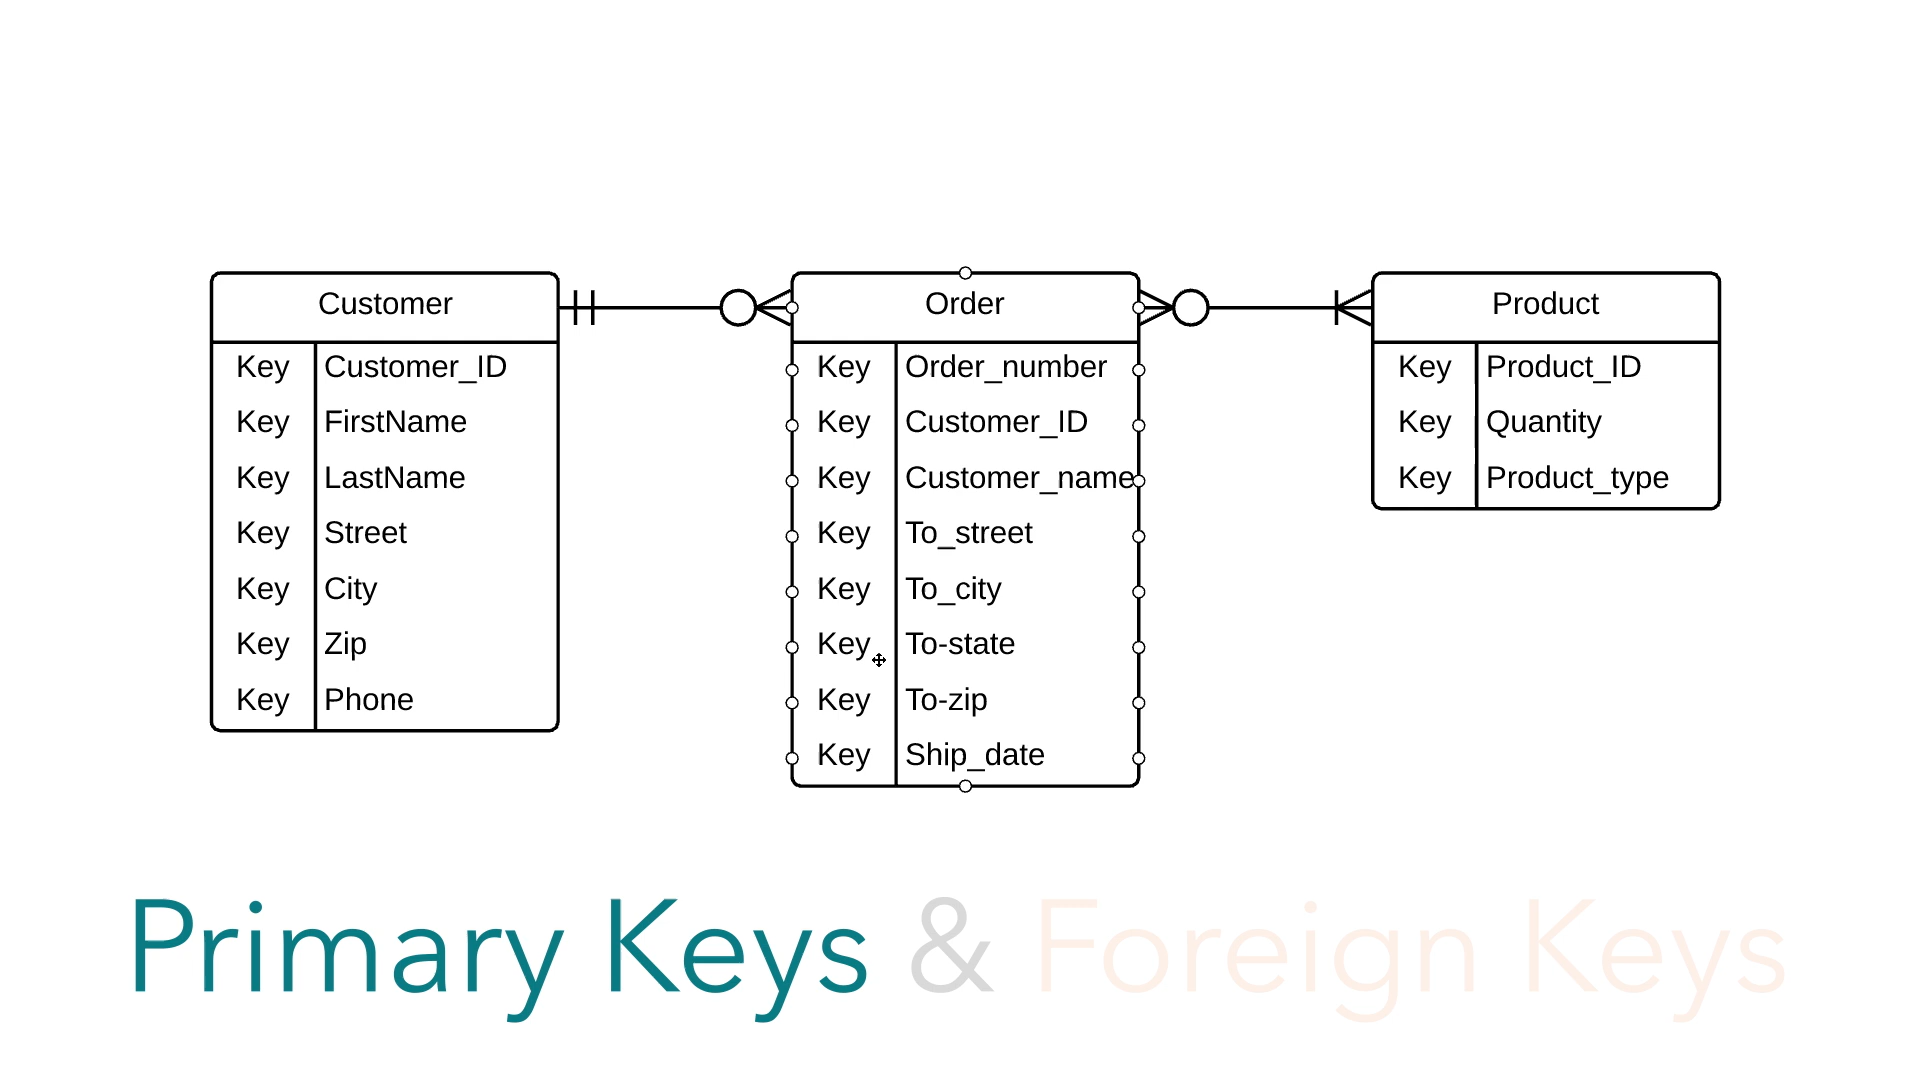 Customer
Key Customer_ID
Key FirstName
Key LastName
Key Street
Key City
Key Zip
Key Phone
Order
Key Order_number
Key Customer_ID
Key Customer_name
Key To_street
Key To_city
Key To-state
Key To-zip
Key Ship_date
Product
Key Product_ID
Key Quantity
Key Product_type
Primary Keys & Foreign Keys